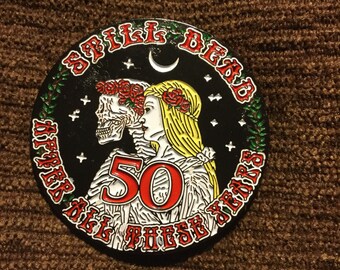 STILL DEAD
50
AFTER ALL THESE YEARS